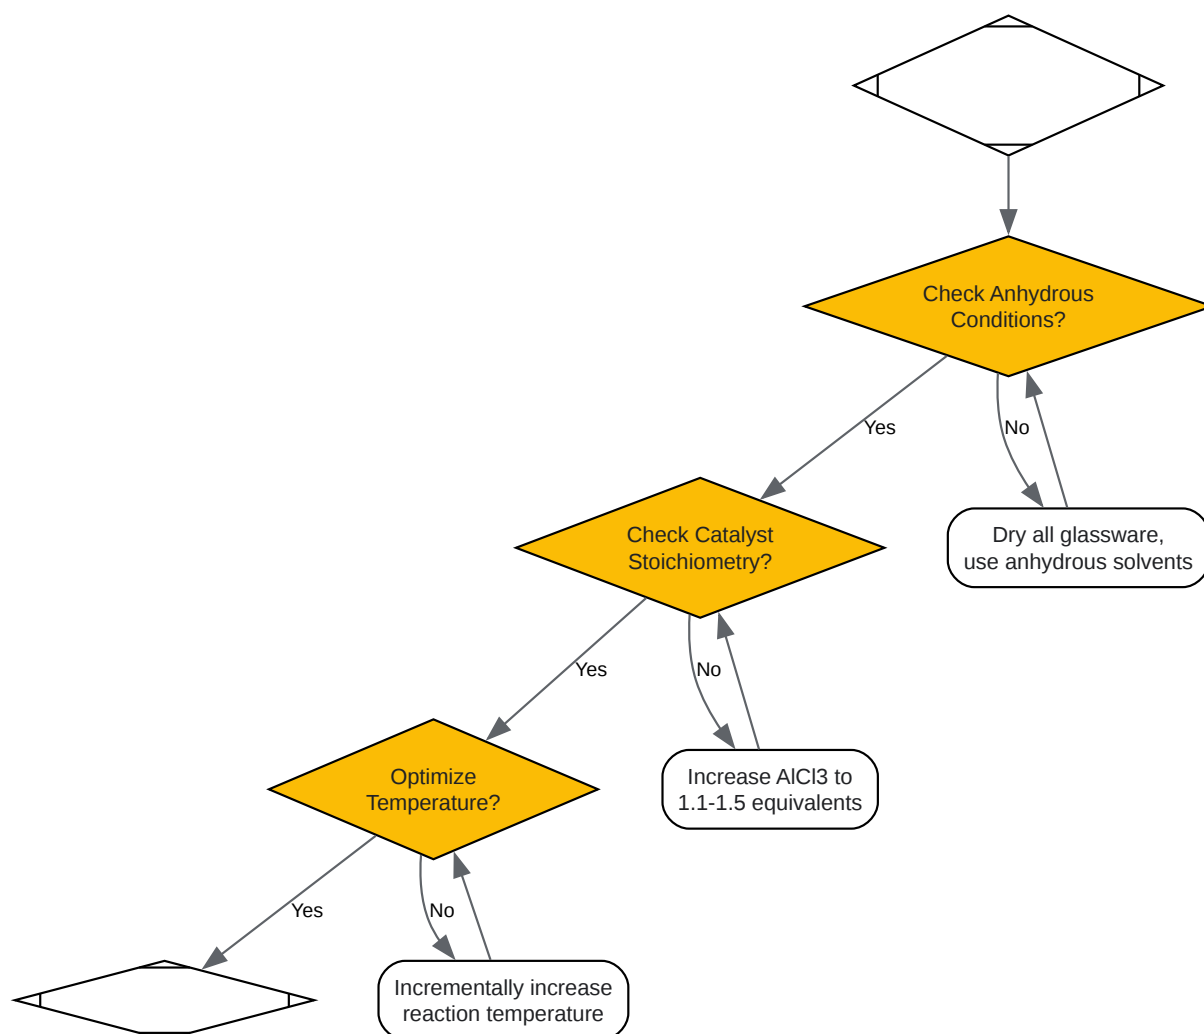 Check Anhydrous
Conditions?
Yes
No
Dry all glassware,
use anhydrous solvents
Check Catalyst
Stoichiometry?
Yes
No
Increase AlCl3 to
1.1-1.5 equivalents
Optimize
Temperature?
Yes
No
Incrementally increase
reaction temperature